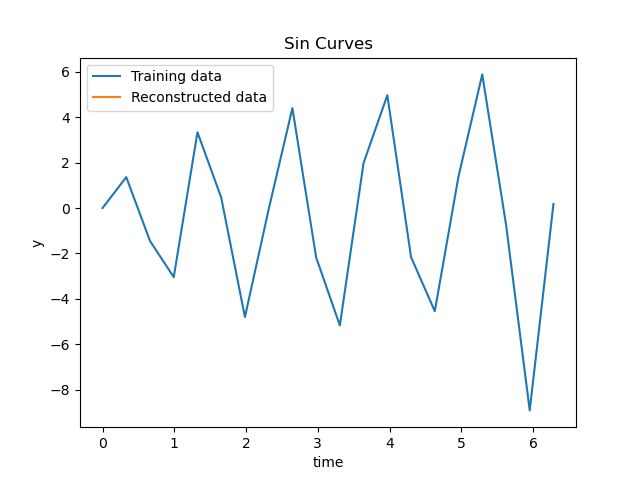 Sin Curves
Training data
Reconstructed data
6
4
2
0
−2
−4
−6
−8
y
0 1 2 3 4 5 6
time